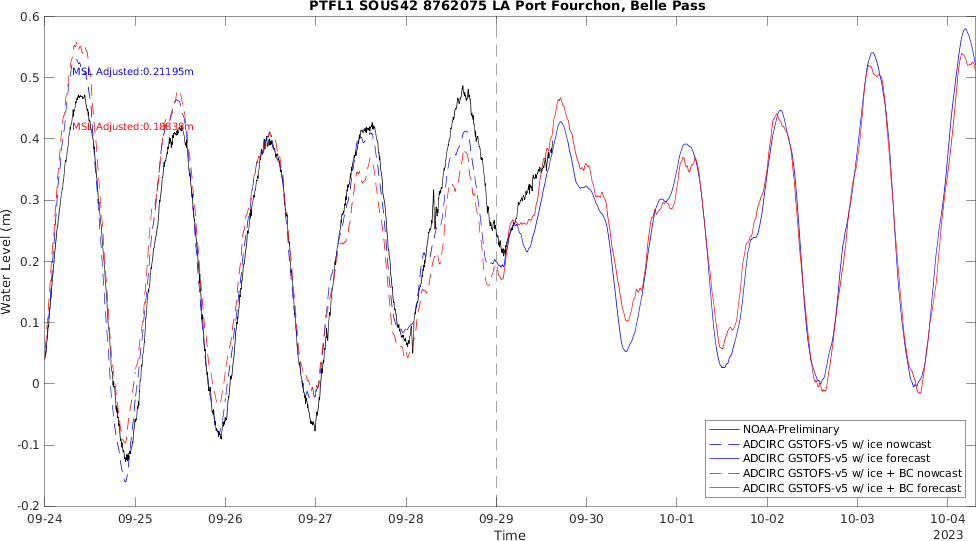 PTFL1 SOUS42 8762075 LA Port Fourchon, Belle Pass
0.6
0.5
0.4
0.3
0.2
0.1
0
-0.1
-0.2
Water Level (m)
MSL Adjusted:0.21195m
MSL Adjusted:0.18838m
NOAA-Preliminary
ADCIRC GSTOFS-v5 w/ ice nowcast
ADCIRC GSTOFS-v5 w/ ice forecast
ADCIRC GSTOFS-v5 w/ ice + BC nowcast
ADCIRC GSTOFS-v5 w/ ice + BC forecast
09-24 09-25 09-26 09-27 09-28 09-29 09-30 10-01 10-02 10-03 10-04
Time 2023